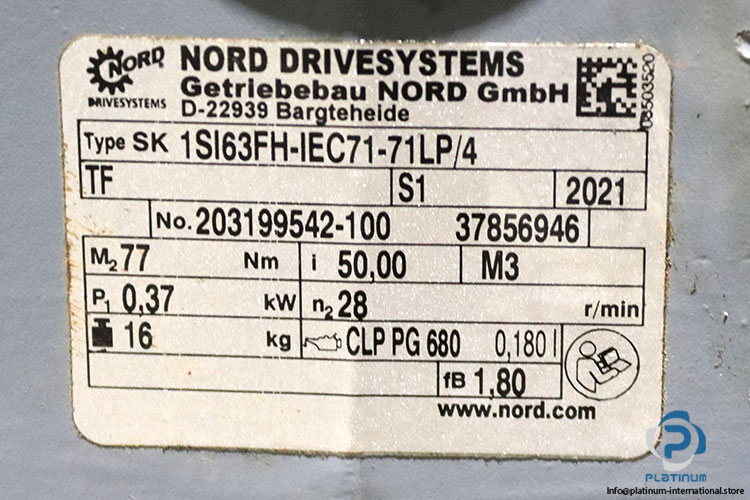 NORD
DRIVESYSTEMS
NORD DRIVESYSTEMS
Getriebebau NORD GmbH
D-22939 Bargteheide
08503520
Type SK 1SI63FH-IEC71-71LP/4
TF S1 2021
No. 203199542-100 37856946
M2 77 Nm i 50,00 M3
P1 0,37 kW n2 28 r/min
16 kg CLP PG 680 0,180 l
fB 1,80
www.nord.com
PLATINUM
Info@platinum-international.store